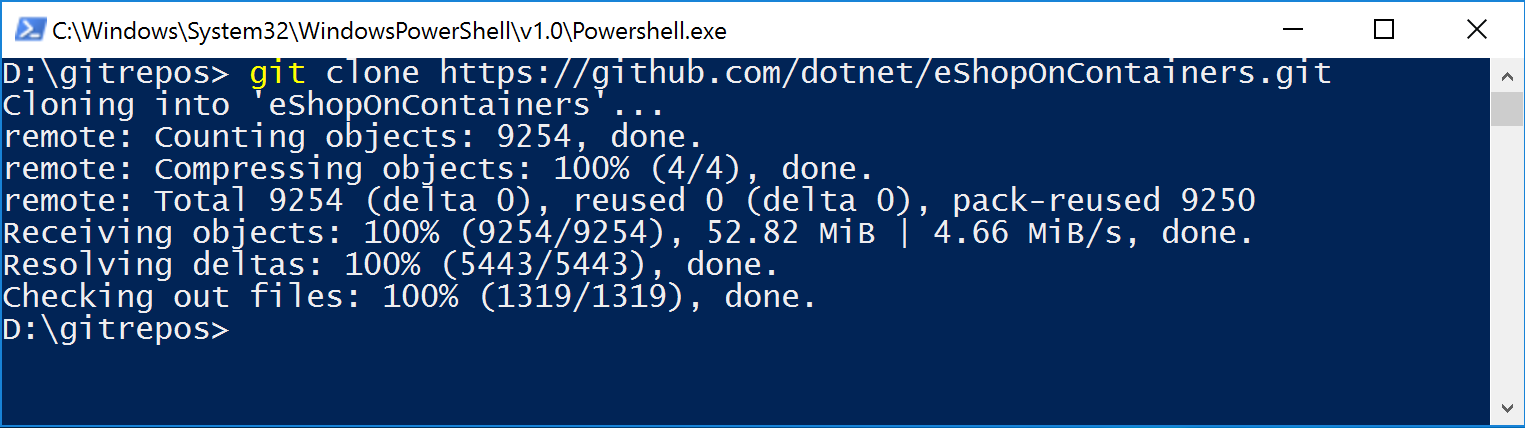 C:\Windows\System32\WindowsPowerShell\v1.0\Powershell.exe
D:\gitrepos> git clone https://github.com/dotnet/eShopOnContainers.git
Cloning into 'eShopOnContainers'...
remote: Counting objects: 9254, done.
remote: Compressing objects: 100% (4/4), done.
remote: Total 9254 (delta 0), reused 0 (delta 0), pack-reused 9250
Receiving objects: 100% (9254/9254), 52.82 MiB | 4.66 MiB/s, done.
Resolving deltas: 100% (5443/5443), done.
Checking out files: 100% (1319/1319), done.
D:\gitrepos>